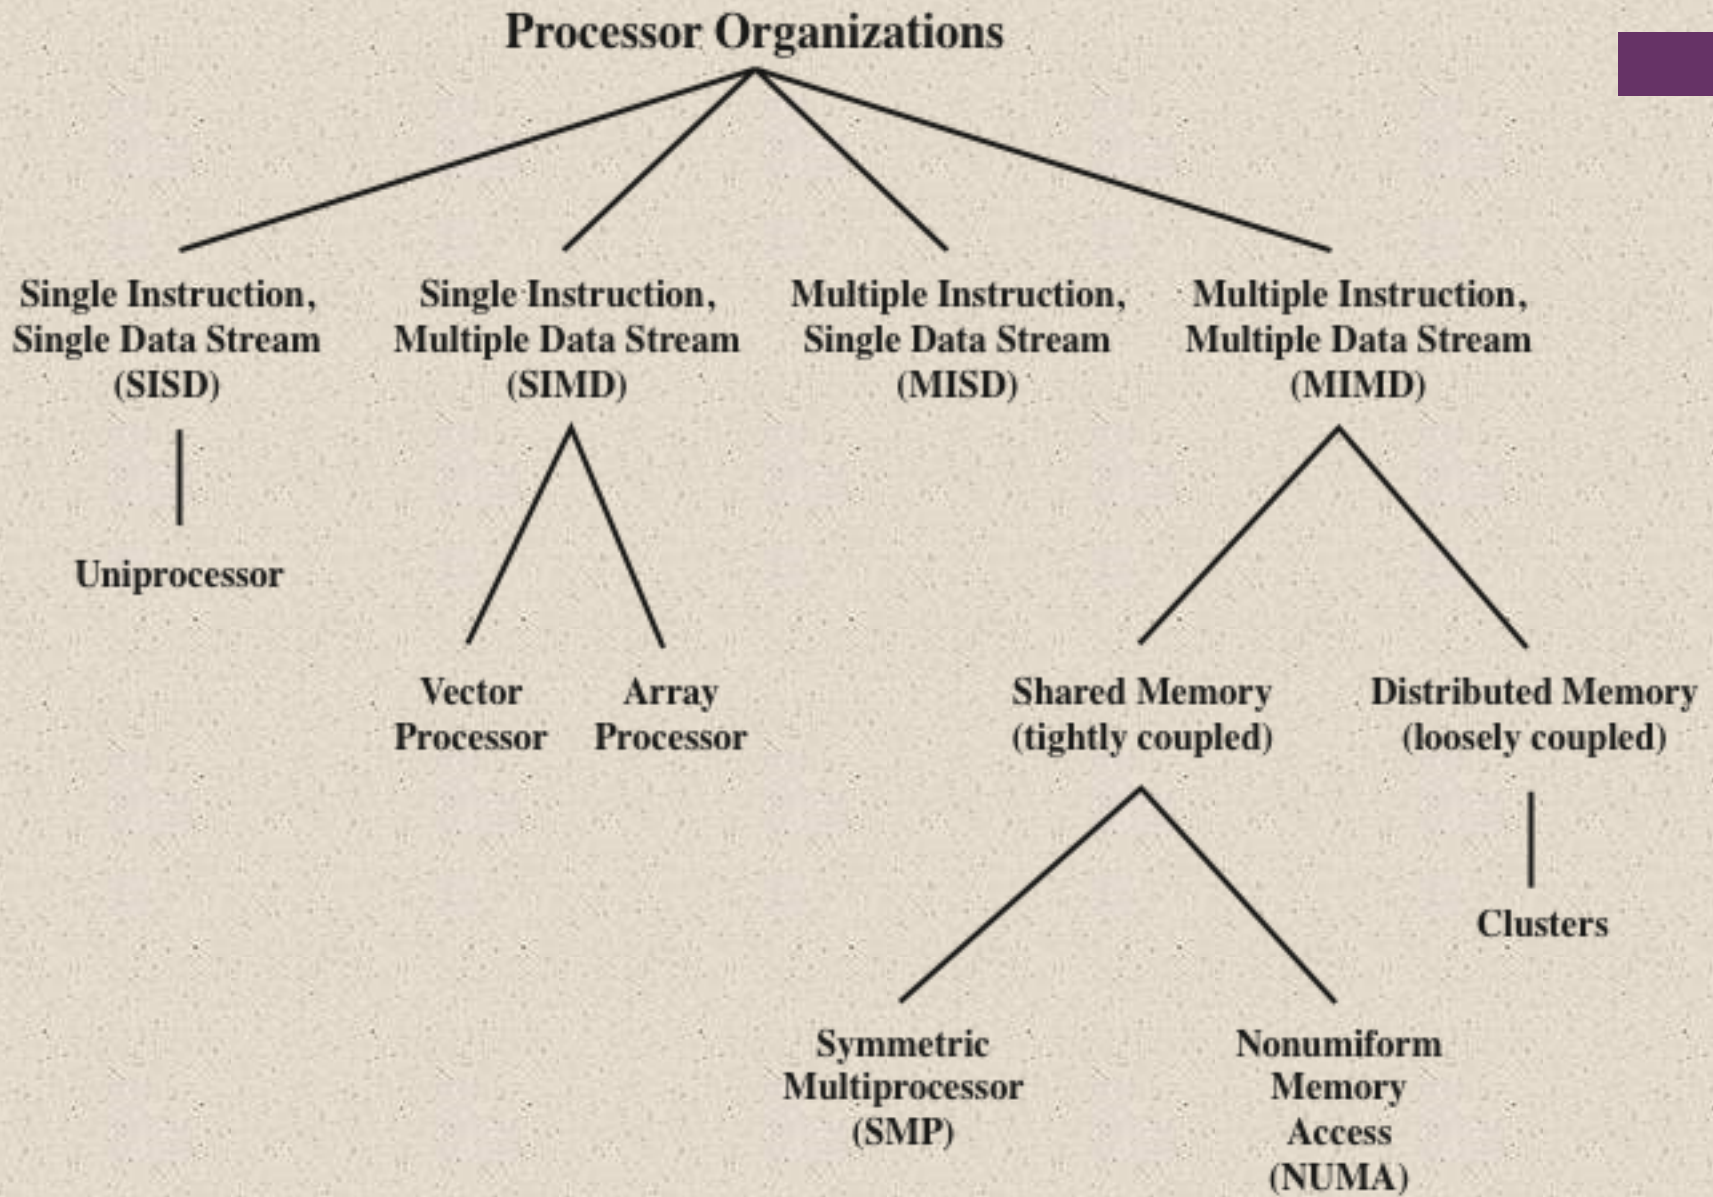 Processor Organizations
Single Instruction,
Single Data Stream
(SISD)
Single Instruction,
Multiple Data Stream
(SIMD)
Multiple Instruction,
Single Data Stream
(MISD)
Multiple Instruction,
Multiple Data Stream
(MIMD)
Uniprocessor
Vector
Processor
Array
Processor
Shared Memory
(tightly coupled)
Distributed Memory
(loosely coupled)
Clusters
Symmetric
Multiprocessor
(SMP)
Nonumiform
Memory
Access
(NUMA)